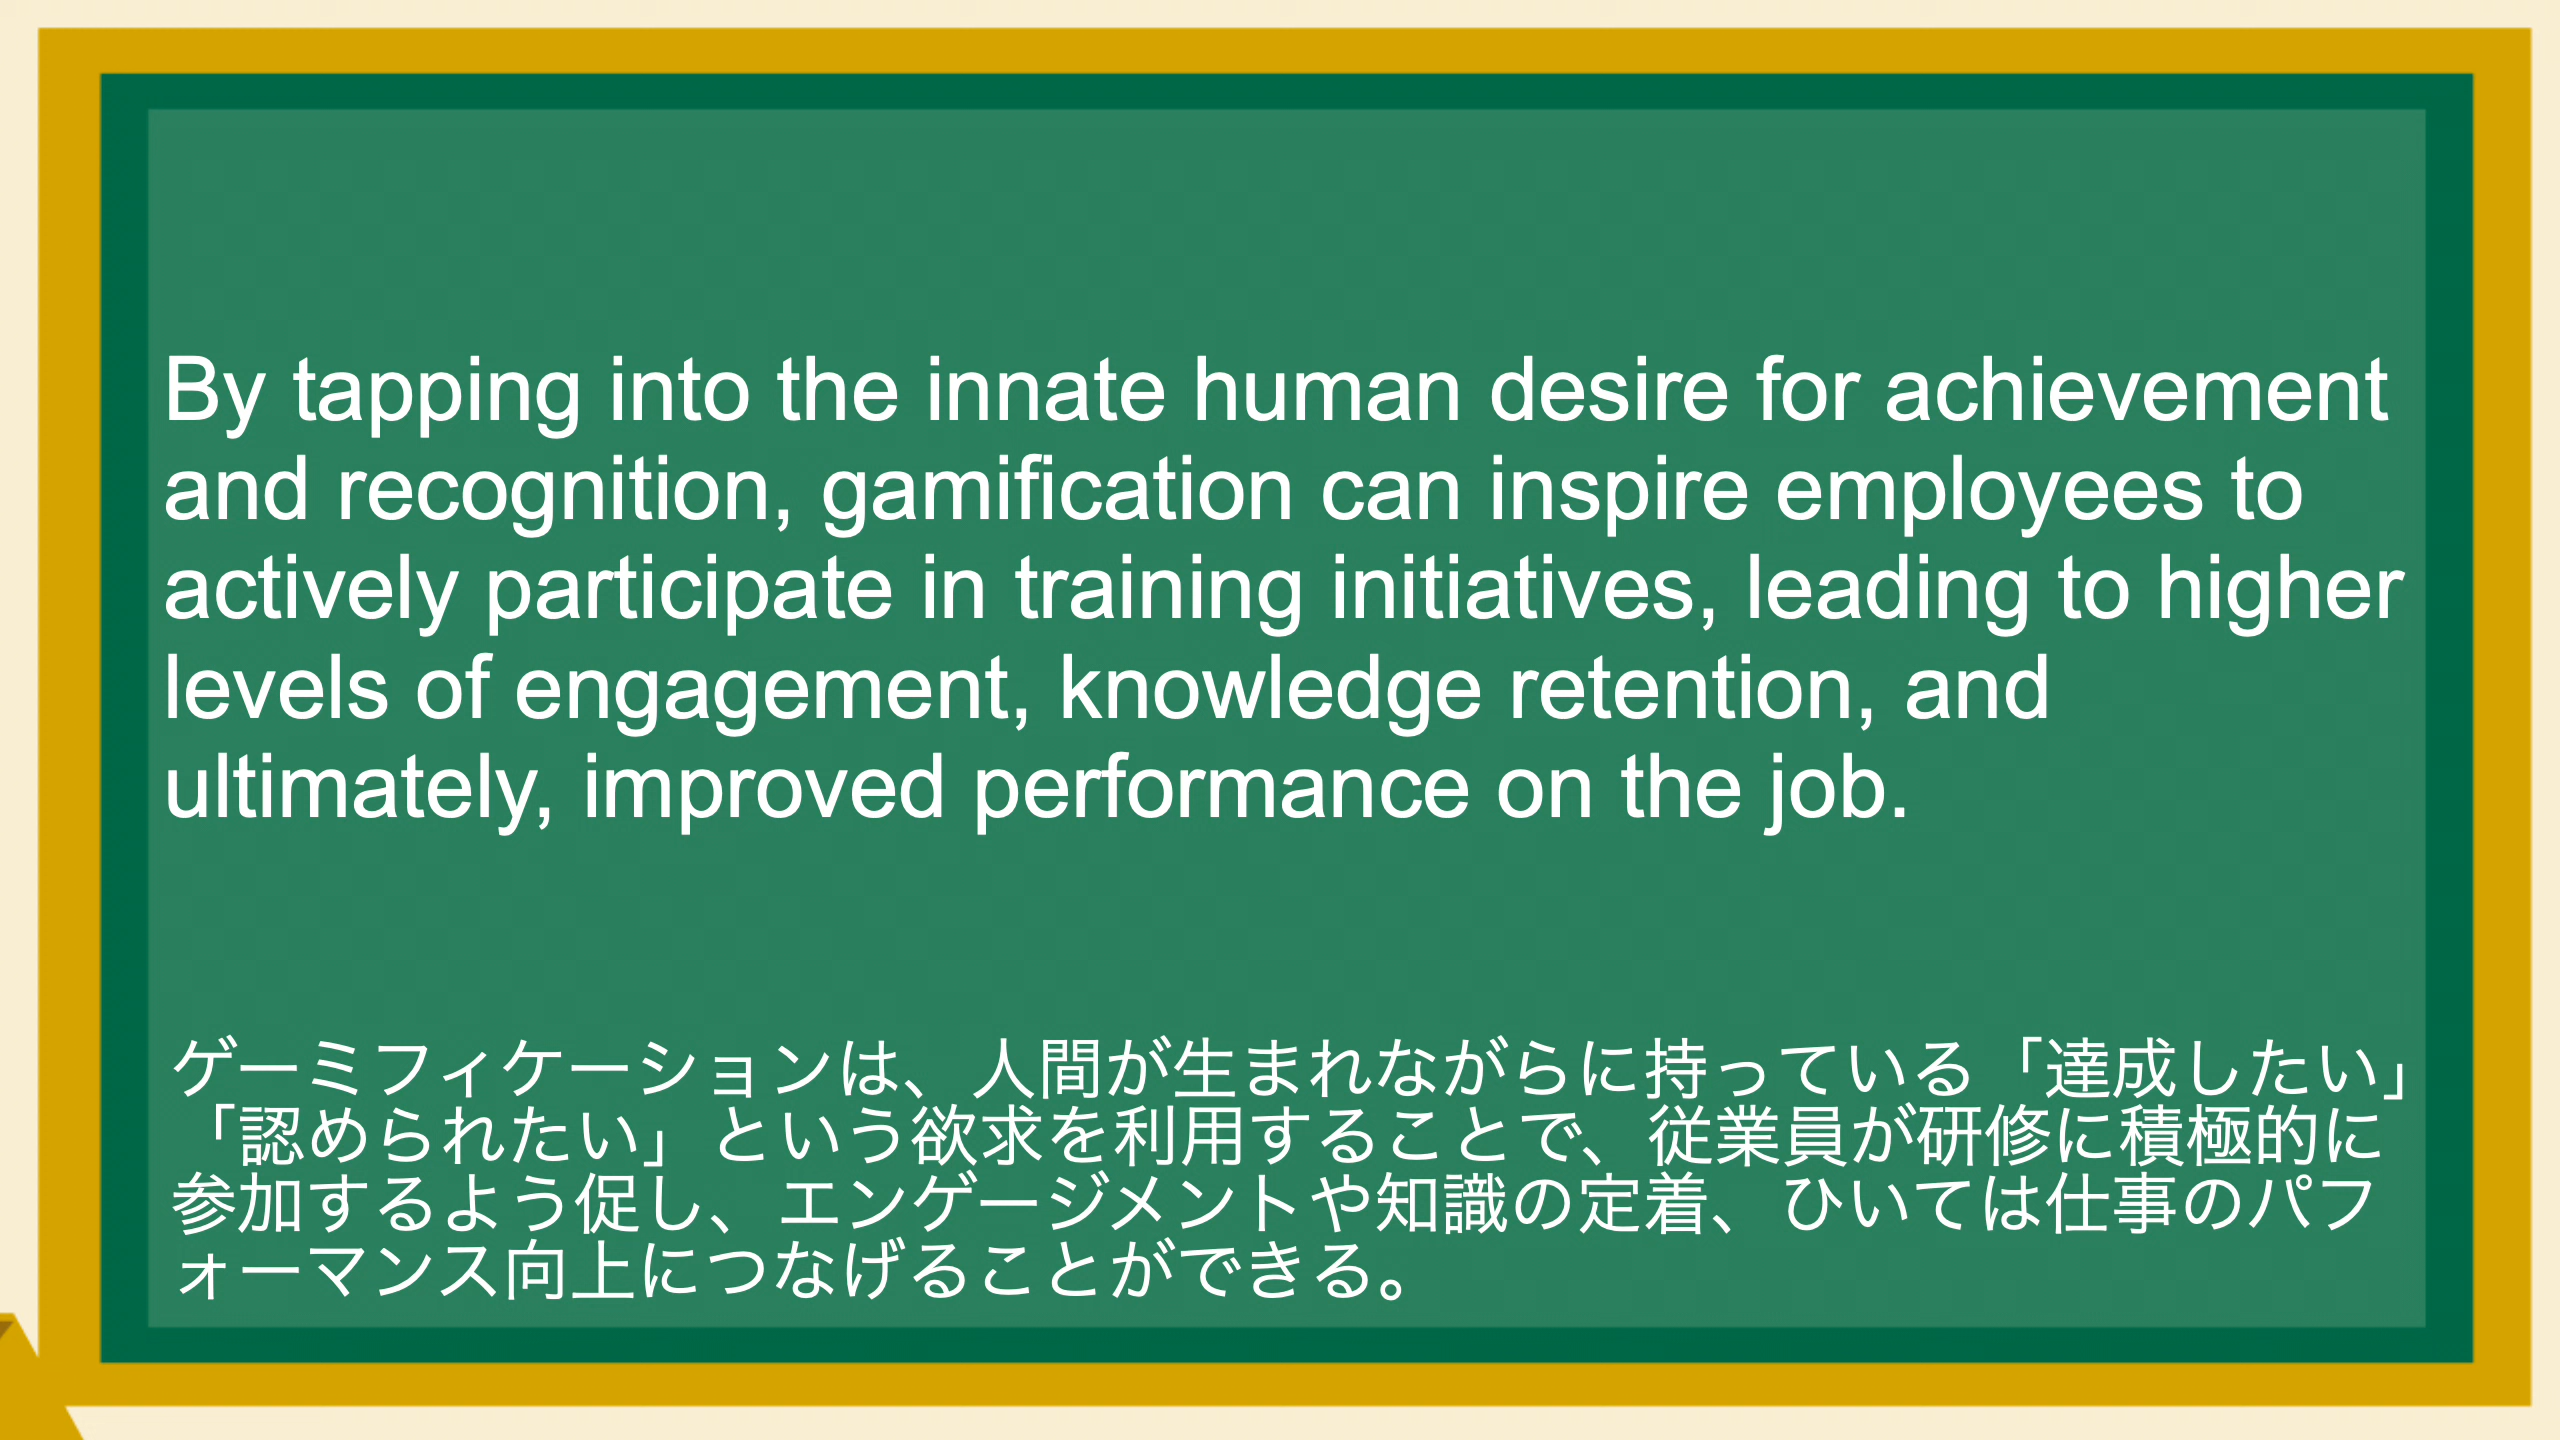 By tapping into the innate human desire for achievement
and recognition, gamification can inspire employees to
actively participate in training initiatives, leading to higher
levels of engagement, knowledge retention, and
ultimately, improved performance on the job.
ゲーミフィケーションは、人間が生まれながらに持っている「達成したい」
「認められたい」という欲求を利用することで、従業員が研修に積極的に
参加するよう促し、エンゲージメントや知識の定着、ひいては仕事のパフ
ォーマンス向上につなげることができる。